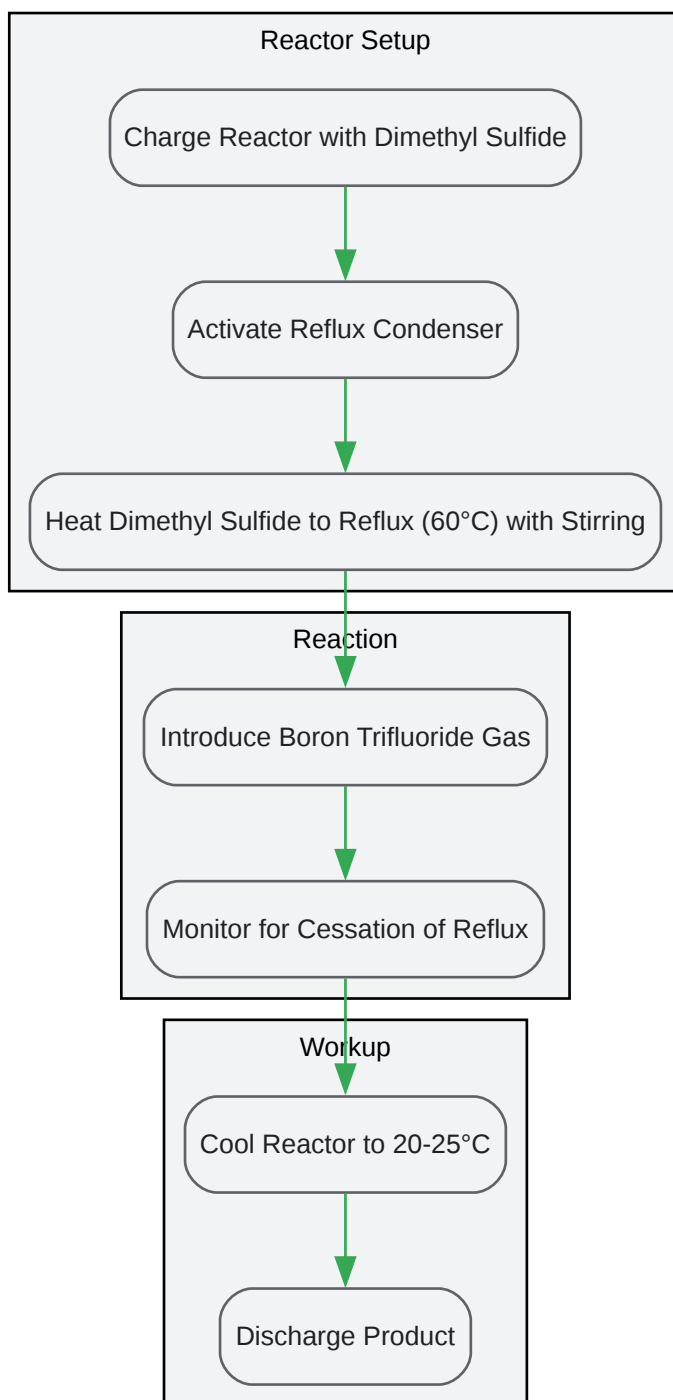 Reactor Setup
Charge Reactor with Dimethyl Sulfide
Activate Reflux Condenser
Heat Dimethyl Sulfide to Reflux (60°C) with Stirring
Reaction
Introduce Boron Trifluoride Gas
Monitor for Cessation of Reflux
Workup
Cool Reactor to 20-25°C
Discharge Product